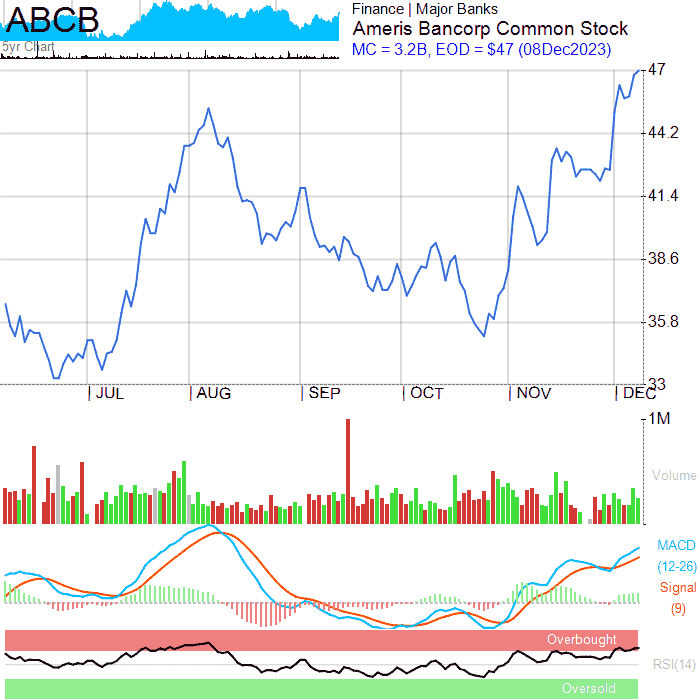 ABCB
5yr Chart
Finance | Major Banks
Ameris Bancorp Common Stock
MC = 3.2B, EOD = $47 (08Dec2023)
47
44.2
41.4
38.6
35.8
33
JUL AUG SEP OCT NOV DEC
1M
Volume
MACD
(12-26)
Signal
(9)
Overbought
RSI(14)
Oversold